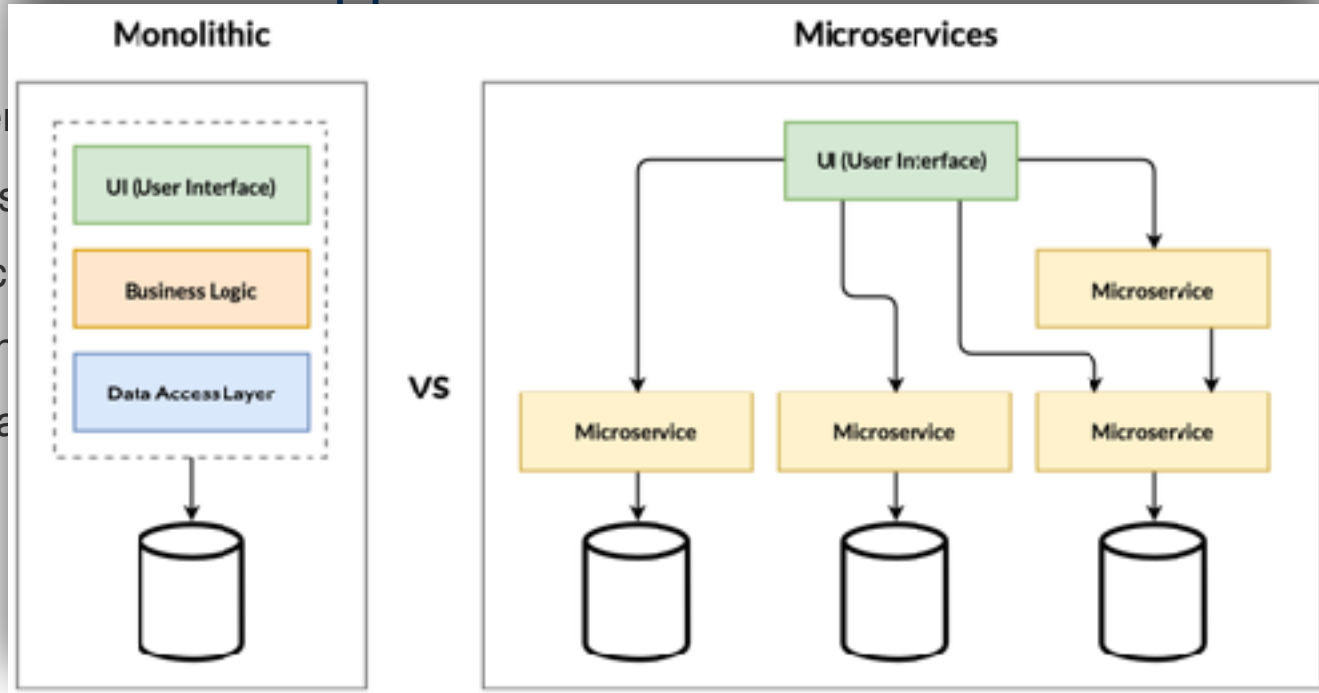 Monolithic
Microservices
UI (User Interface)
Business Logic
Data Access Layer
vs
UI (User Interface)
Microservice
Microservice
Microservice
Microservice